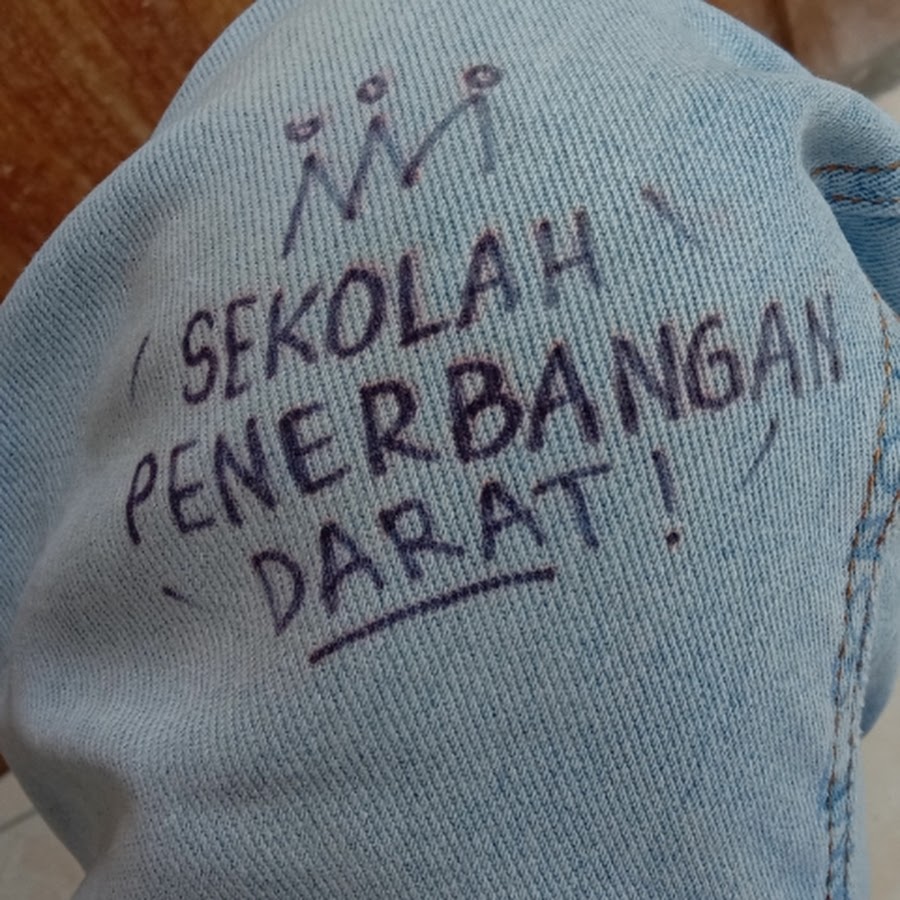 SEKOLAH
PENERBANGAN
DARAT!